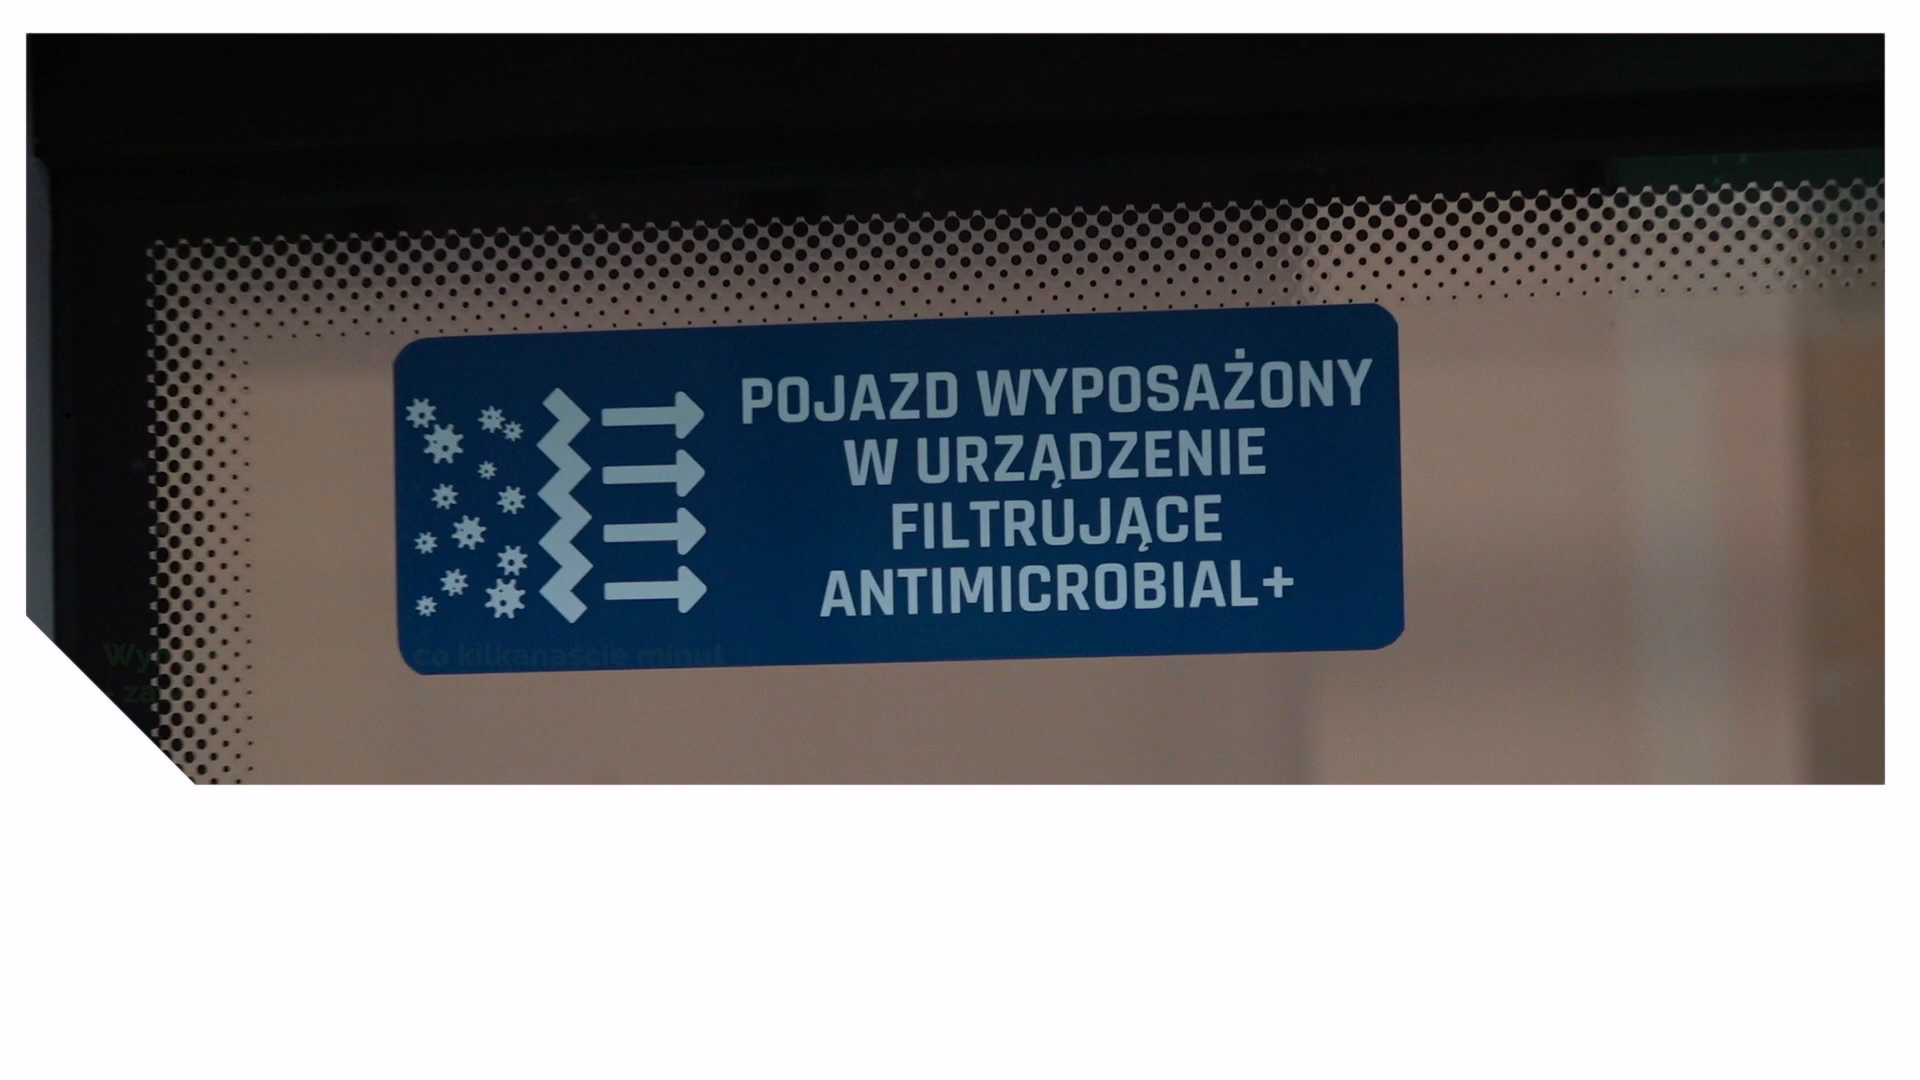 POJAZD WYPOSAŻONY
W URZĄDZENIE
FILTRUJĄCE
ANTIMICROBIAL+
co kilkanaście minut